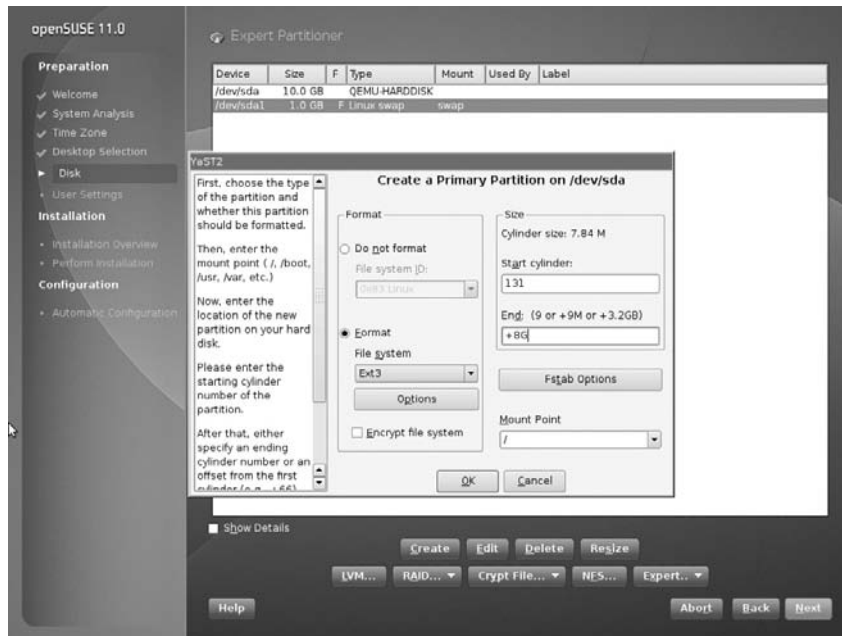 openSUSE 11.0
Preparation
Welcome
System Analysis
Time Zone
Desktop Selection
Disk
User Settings
Installation
Installation Overview
Perform Installation
Configuration
Automatic Configuration
Expert Partitioner
Device Size F Type Mount Used By Label
/dev/sda 10.0 GB QEMU-HARDDISK
/dev/sda1 1.0 GB F Linux swap swap
YaST2
First, choose the type
of the partition and
whether this partition
should be formatted.
Then, enter the
mount point ( /, /boot,
/usr, /var, etc.)
Now, enter the
location of the new
partition on your hard
disk.
Please enter the
starting cylinder
number of the
partition.
After that, either
specify an ending
cylinder number or an
offset from the first
cylinder (e.g., +66)
Create a Primary Partition on /dev/sda
Format
Do not format
File system ID:
0x83 Linux
Format
File system
Ext3
Options
Encrypt file system
Size
Cylinder size: 7.84 M
Start cylinder:
131
End: (9 or +9M or +3.2GB)
+8G
Fstab Options
Mount Point
/
OK Cancel
Show Details
Create Edit Delete Resize
LVM... RAID... Crypt File... NFS... Expert..
Help Abort Back Next